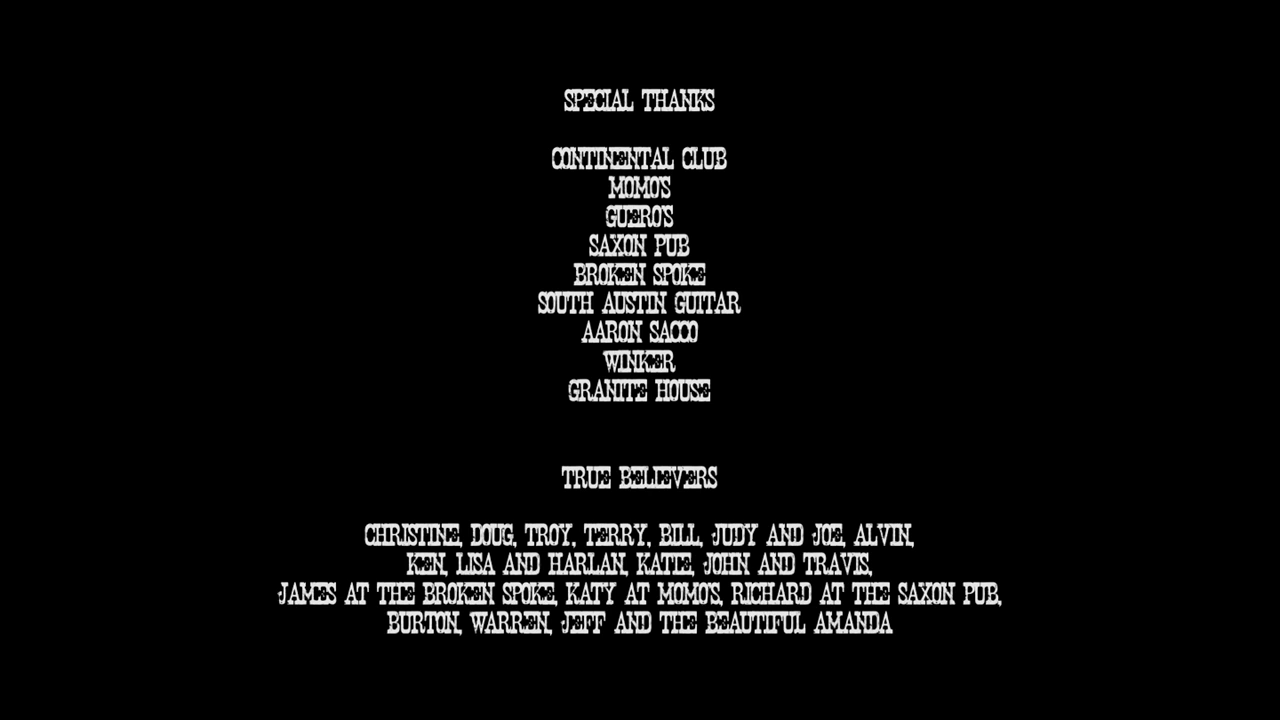 SPECIAL THANKS
CONTINENTAL CLUB
MOMO'S
GUERO'S
SAXON PUB
BROKEN SPOKE
SOUTH AUSTIN GUITAR
AARON SACCO
WINKER
GRANITE HOUSE
TRUE BELIEVERS
CHRISTINE, DOUG, TROY, TERRY, BILL, JUDY AND JOE, ALVIN,
KEN, LISA AND HARLAN, KATIE, JOHN AND TRAVIS,
JAMES AT THE BROKEN SPOKE, KATY AT MOMO'S, RICHARD AT THE SAXON PUB,
BURTON, WARREN, JEFF AND THE BEAUTIFUL AMANDA